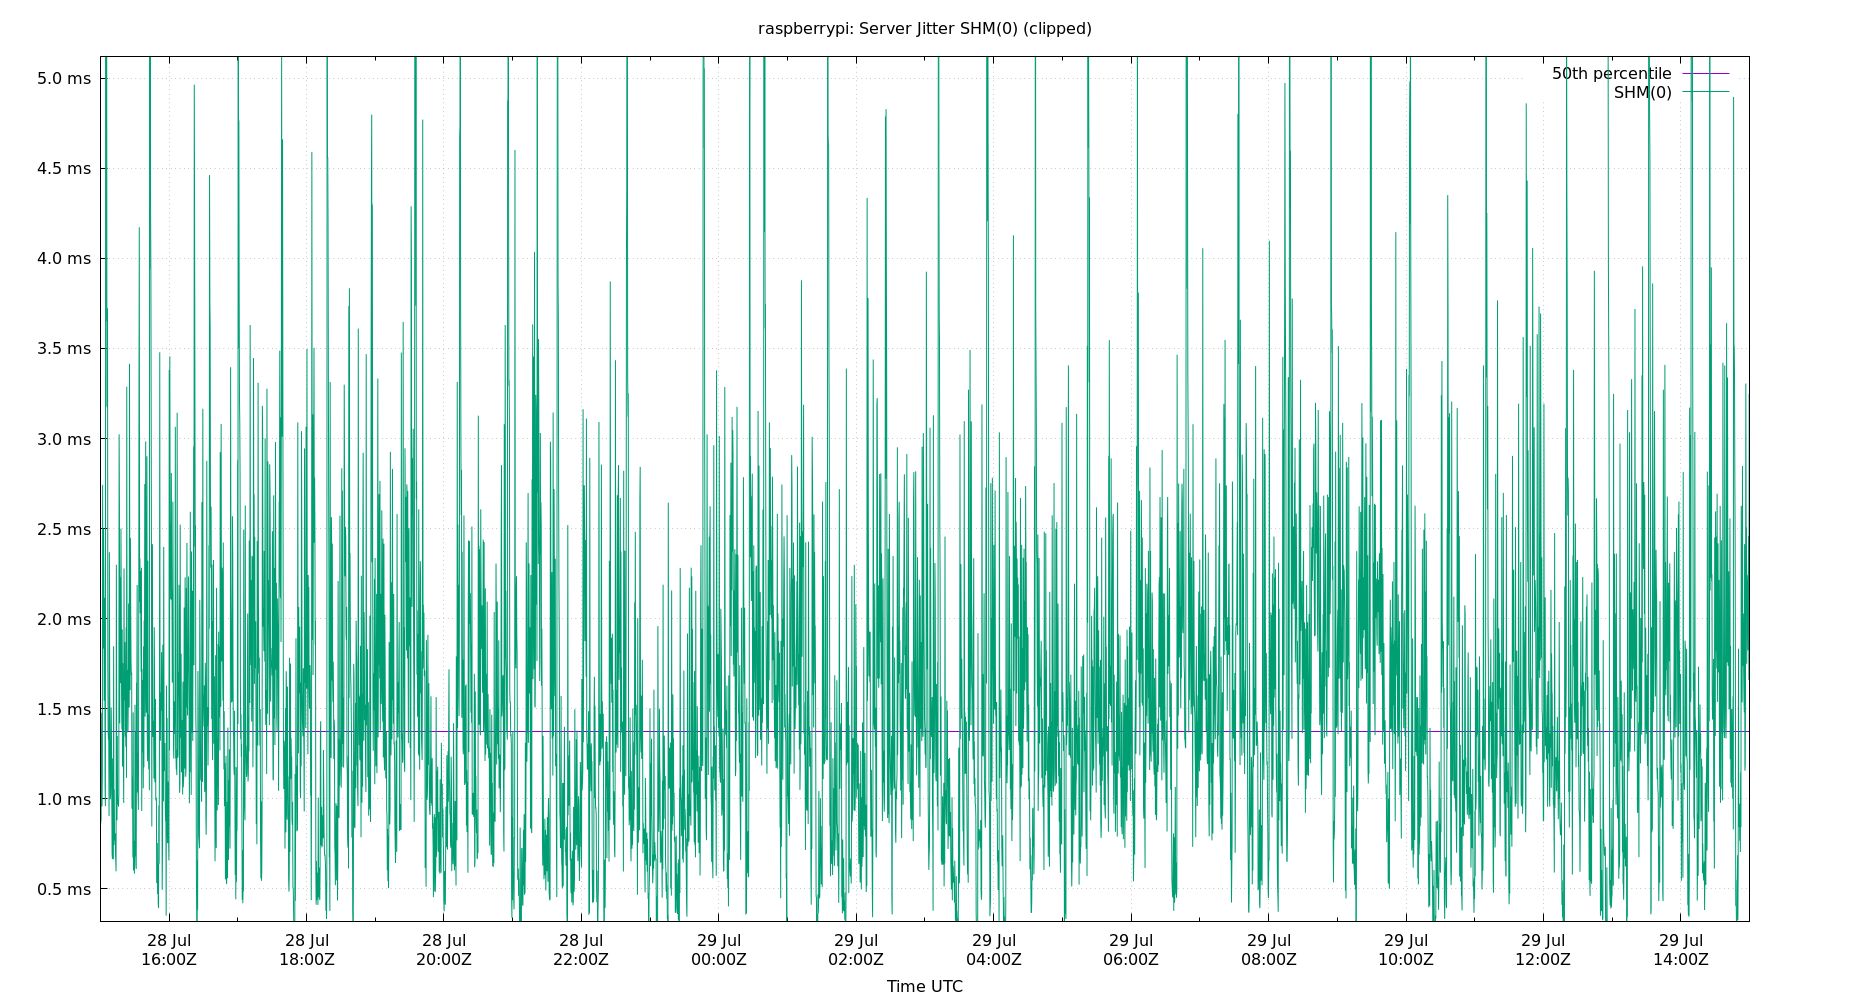 raspberrypi: Server Jitter SHM(0) (clipped)
50th percentile
SHM(0)
5.0 ms
4.5 ms
4.0 ms
3.5 ms
3.0 ms
2.5 ms
2.0 ms
1.5 ms
1.0 ms
0.5 ms
28 Jul 28 Jul 28 Jul 28 Jul 29 Jul 29 Jul 29 Jul 29 Jul 29 Jul 29 Jul 29 Jul 29 Jul
16:00Z 18:00Z 20:00Z 22:00Z 00:00Z 02:00Z 04:00Z 06:00Z 08:00Z 10:00Z 12:00Z 14:00Z
Time UTC